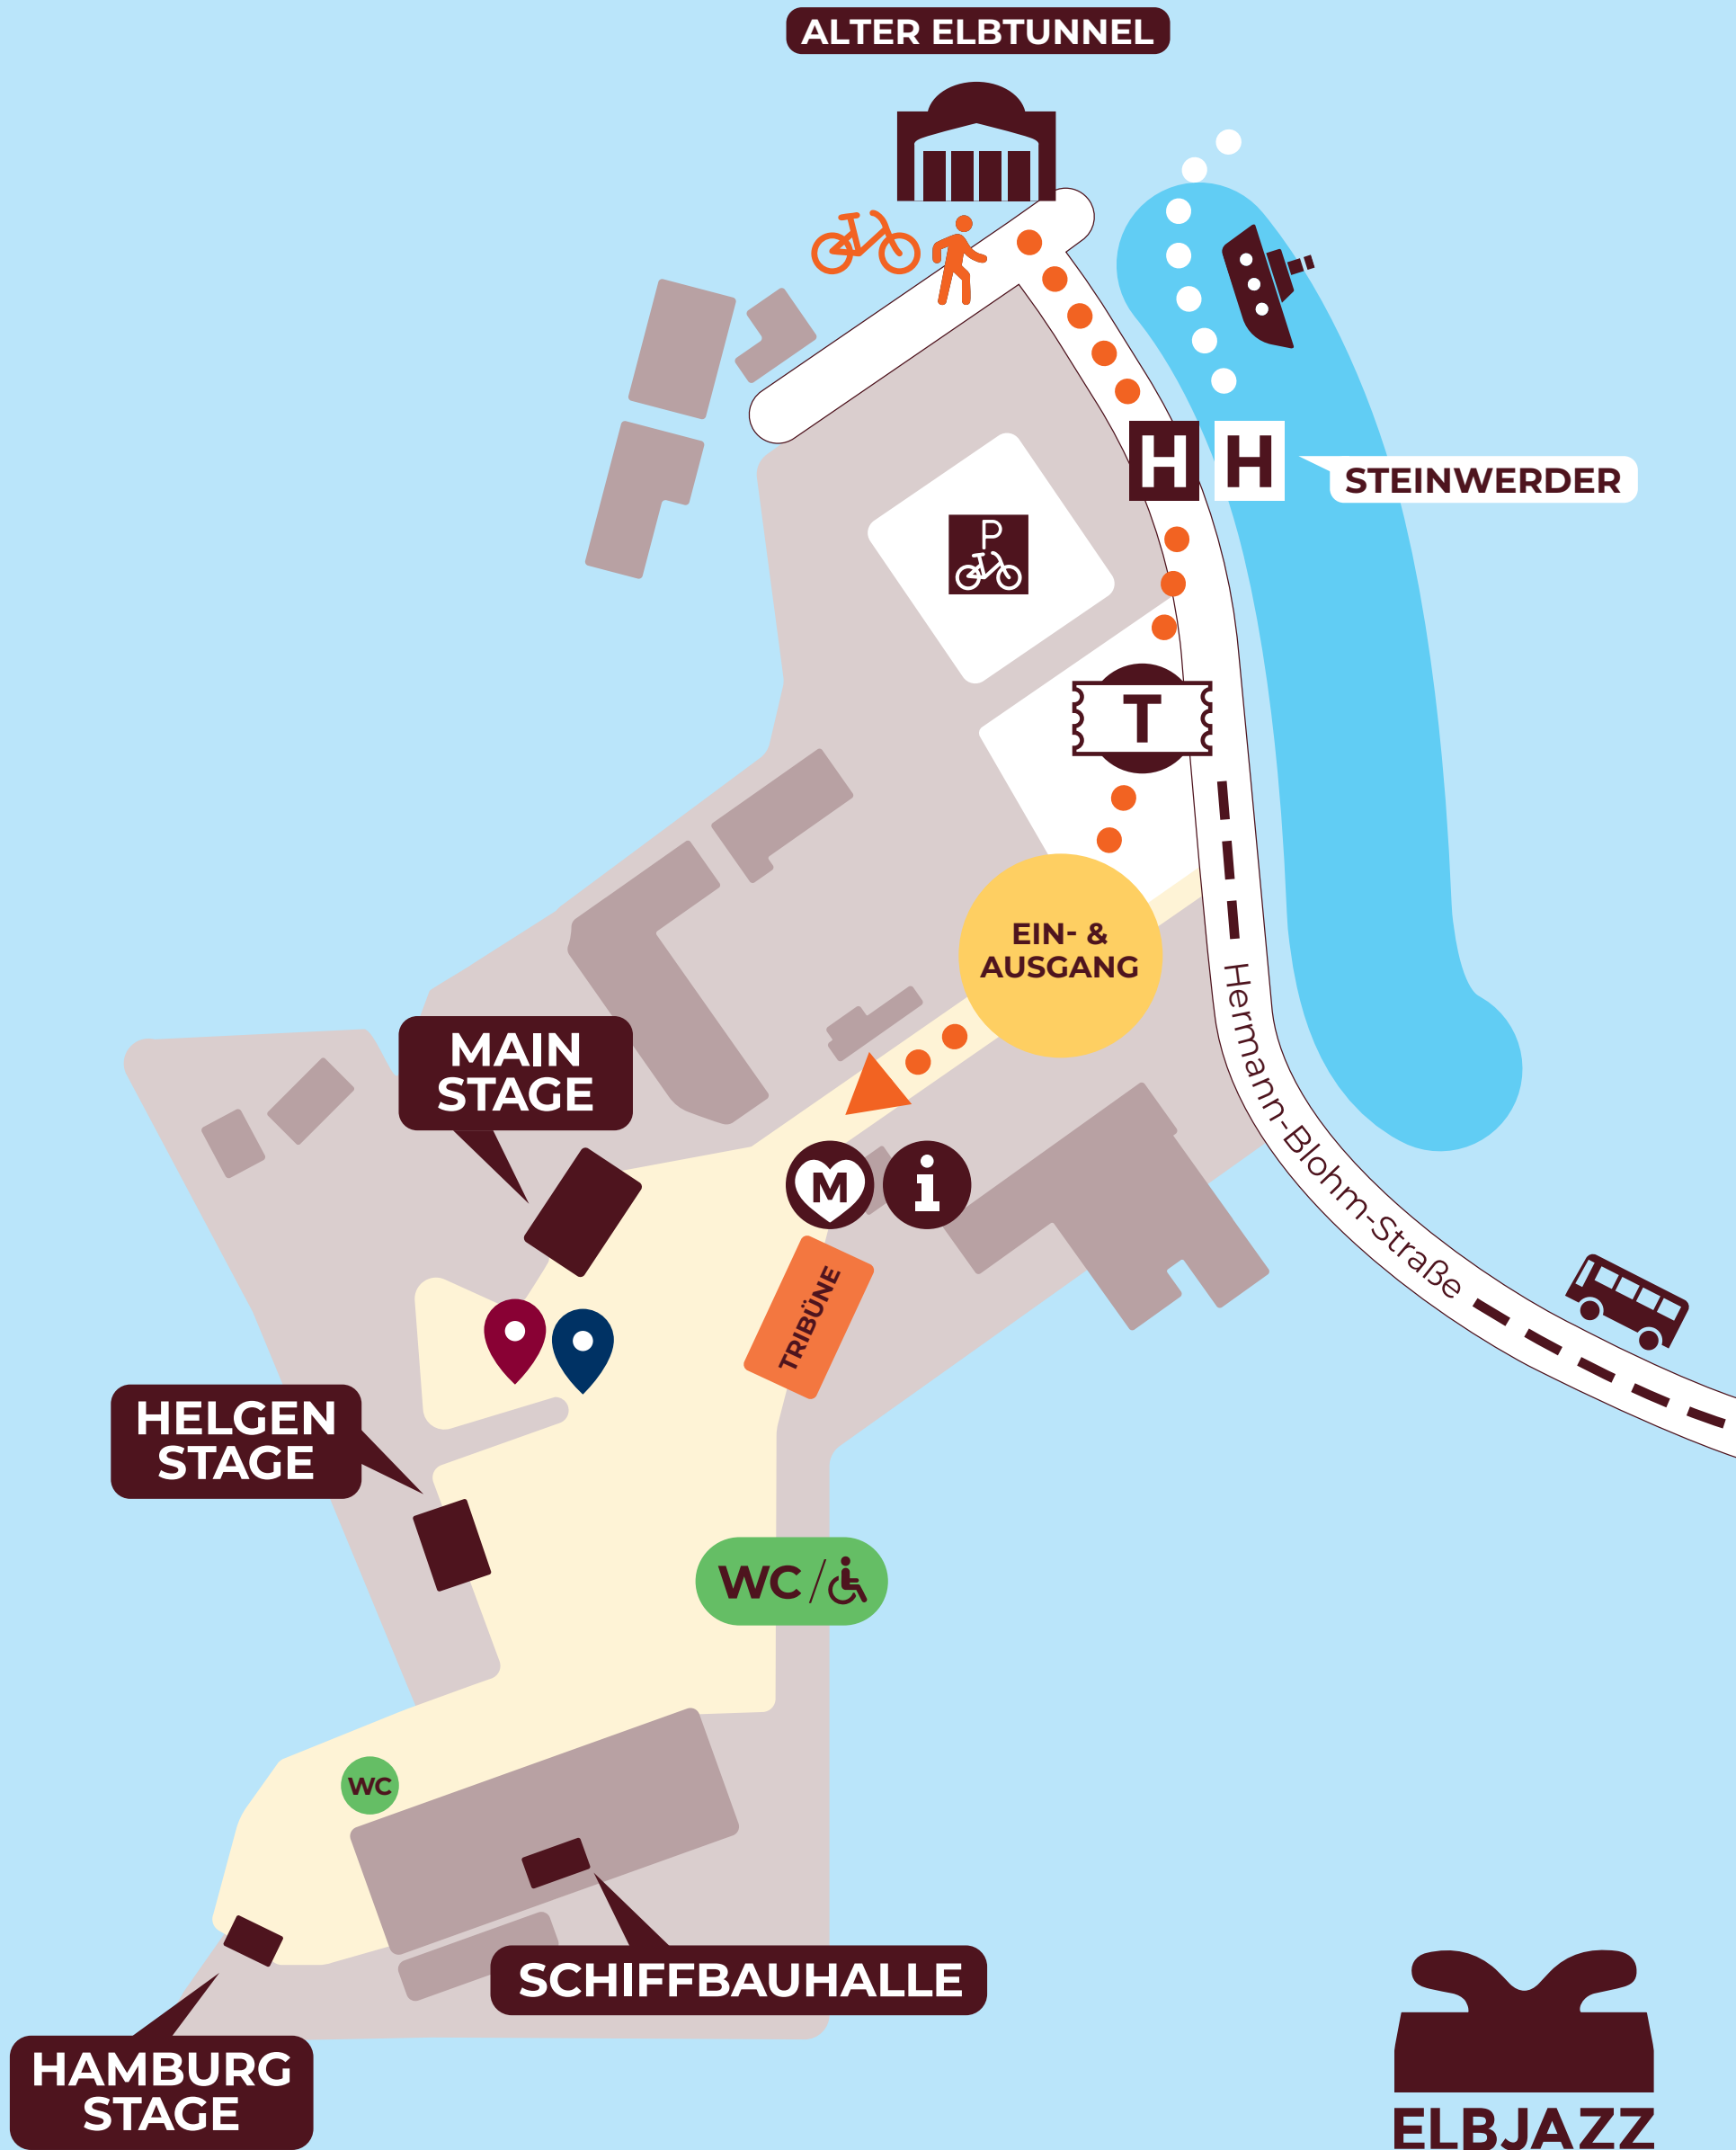 ALTER ELBTUNNEL
H H
STEINWERDER
P
T
EIN- &
AUSGANG
Hermann-Blohm-Straße
MAIN
STAGE
M
i
TRIBÜNE
HELGEN
STAGE
WC/
WC
SCHIFFBAUHALLE
HAMBURG
STAGE
ELBJAZZ